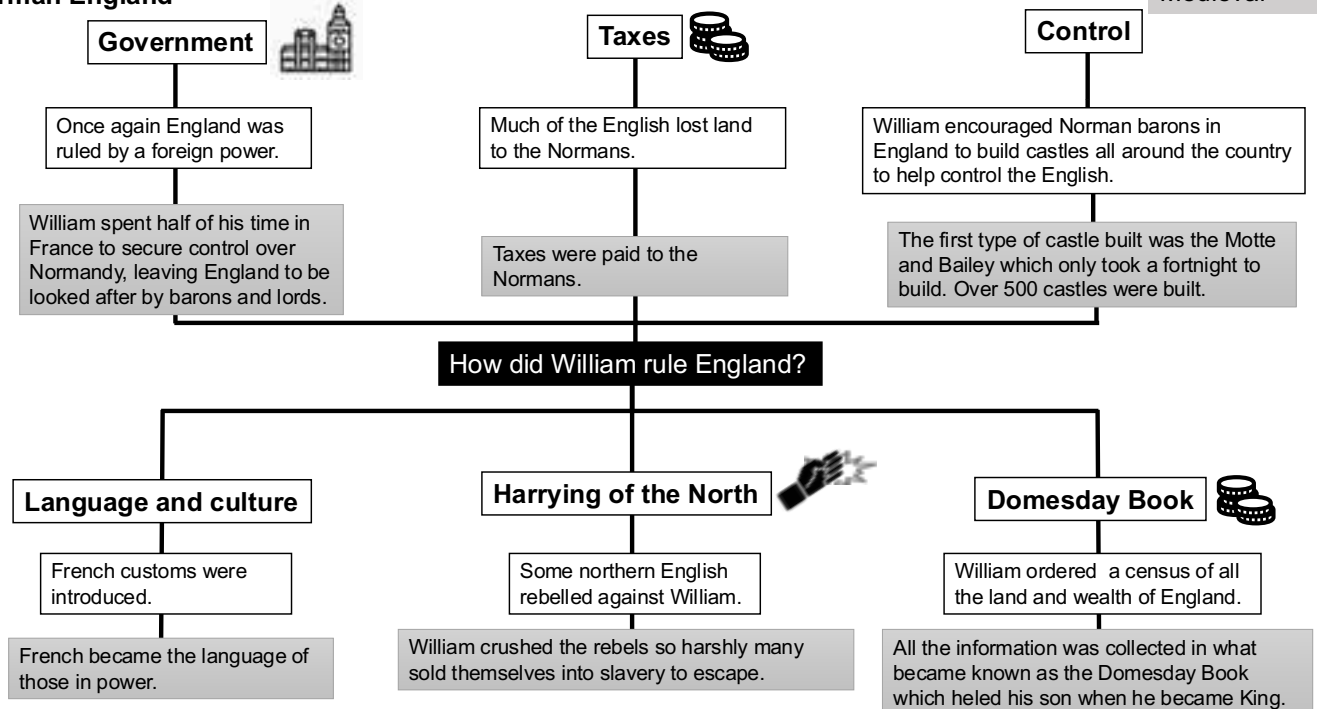 rman England
Medieval
Government
Taxes
Control
Once again England was
ruled by a foreign power.
Much of the English lost land
to the Normans.
William encouraged Norman barons in
England to build castles all around the country
to help control the English.
William spent half of his time in
France to secure control over
Normandy, leaving England to be
looked after by barons and lords.
Taxes were paid to the
Normans.
The first type of castle built was the Motte
and Bailey which only took a fortnight to
build. Over 500 castles were built.
How did William rule England?
Language and culture
Harrying of the North
Domesday Book
French customs were
introduced.
Some northern English
rebelled against William.
William ordered a census of all
the land and wealth of England.
French became the language of
those in power.
William crushed the rebels so harshly many
sold themselves into slavery to escape.
All the information was collected in what
became known as the Domesday Book
which heled his son when he became King.